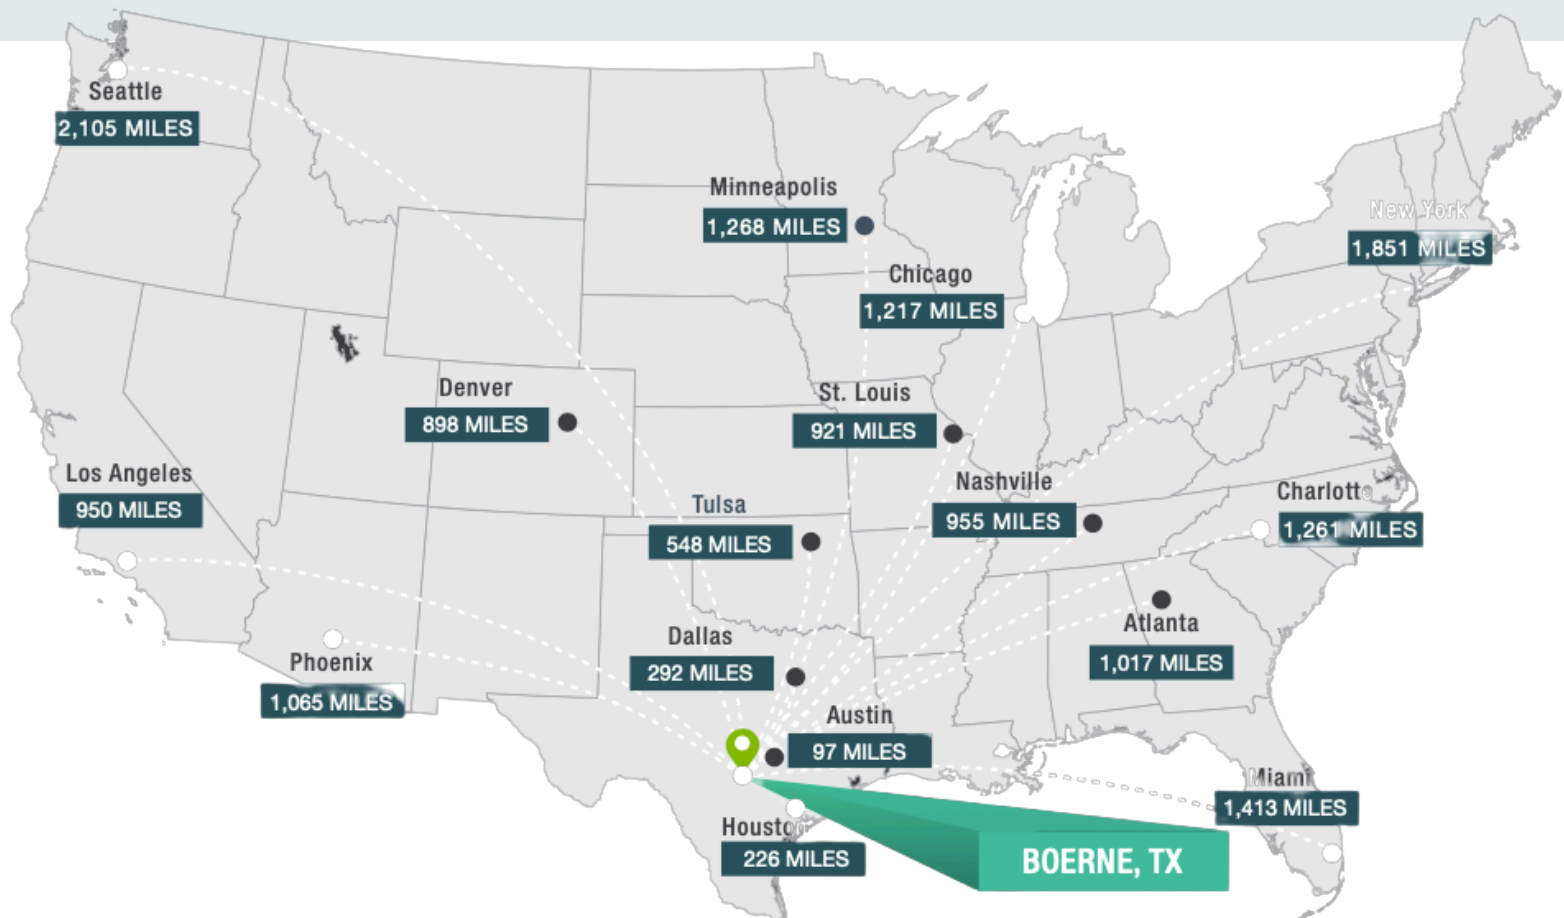 Seattle
2,105 MILES
Minneapolis
1,268 MILES
New York
1,851 MILES
Chicago
1,217 MILES
Denver
898 MILES
St. Louis
921 MILES
Los Angeles
950 MILES
Nashville
955 MILES
Charlotte
1,261 MILES
Tulsa
548 MILES
Atlanta
1,017 MILES
Dallas
292 MILES
Phoenix
1,065 MILES
Austin
97 MILES
Miami
1,413 MILES
Houston
226 MILES
BOERNE, TX